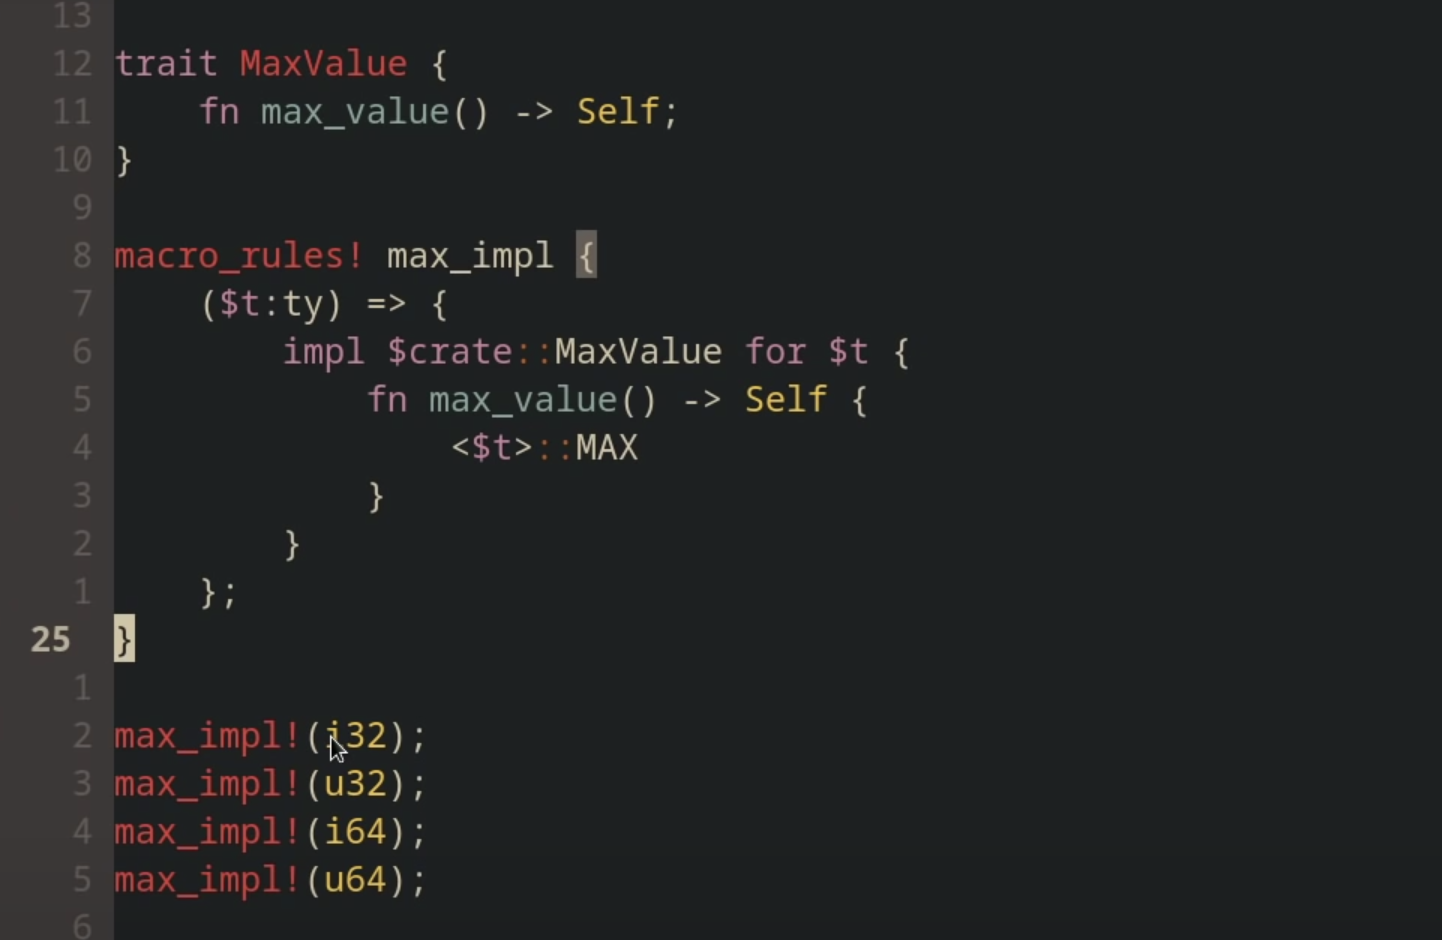 13
12 trait MaxValue {
11     fn max_value() -> Self;
10 }
9
8 macro_rules! max_impl {
7     ($t:ty) => {
6         impl $crate::MaxValue for $t {
5             fn max_value() -> Self {
4                 <$t>::MAX
3             }
2         }
1     };
25 }
1
2 max_impl!(i32);
3 max_impl!(u32);
4 max_impl!(i64);
5 max_impl!(u64);
6